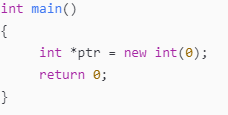 int main()
{
    int *ptr = new int(0);
    return 0;
}